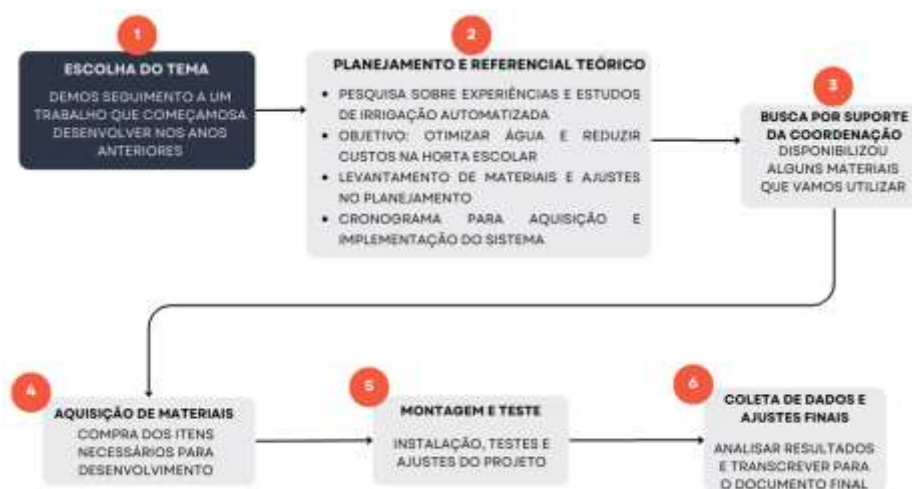 1
ESCOLHA DO TEMA
DEMOS SEGUIMENTO A UM
TRABALHO QUE COMEÇAMOSA
DESENVOLVER NOS ANOS
ANTERIORES
2
PLANEJAMENTO E REFERENCIAL TEÓRICO
• PESQUISA SOBRE EXPERIÊNCIAS E ESTUDOS
DE IRRIGAÇÃO AUTOMATIZADA
• OBJETIVO: OTIMIZAR ÁGUA E REDUZIR
CUSTOS NA HORTA ESCOLAR
• LEVANTAMENTO DE MATERIAIS E AJUSTES
NO PLANEJAMENTO
• CRONOGRAMA PARA AQUISIÇÃO E
IMPLEMENTAÇÃO DO SISTEMA
3
BUSCA POR SUPORTE
DA COORDENAÇÃO
DISPONIBILIZOU
ALGUNS MATERIAIS
QUE VAMOS UTILIZAR
4
AQUISIÇÃO DE MATERIAIS
COMPRA DOS ITENS
NECESSÁRIOS PARA
DESENVOLVIMENTO
5
MONTAGEM E TESTE
INSTALAÇÃO, TESTES E
AJUSTES DO PROJETO
6
COLETA DE DADOS E
AJUSTES FINAIS
ANALISAR RESULTADOS
E TRANSCREVER PARA
O DOCUMENTO FINAL